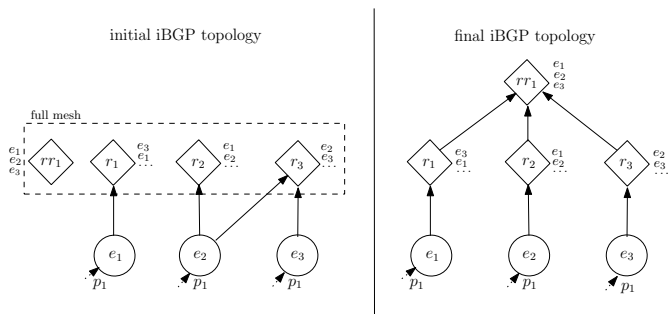 initial iBGP topology
full mesh
e1
e2
e3
rr1
r1
e3
e1
...
r2
e1
e2
...
r3
e2
e3
...
e1
e2
e3
p1
p1
p1
final iBGP topology
rr1
e1
e2
e3
r1
e3
e1
...
r2
e1
e2
...
r3
e2
e3
...
e1
e2
e3
p1
p1
p1